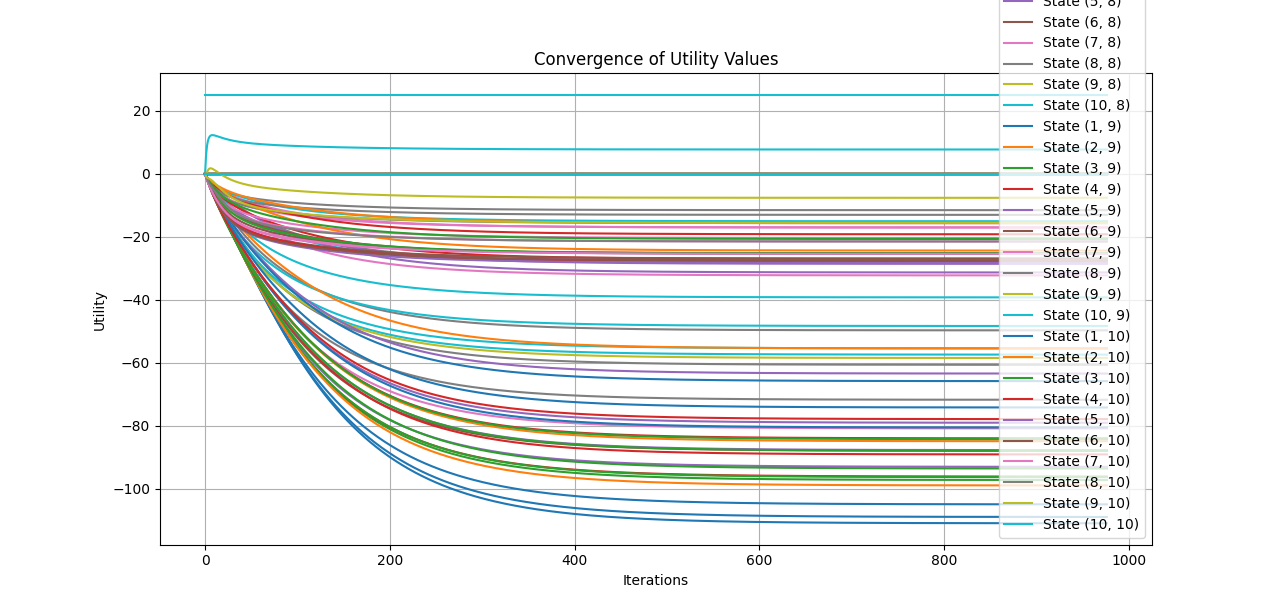 State (5, 8)
State (6, 8)
State (7, 8)
State (8, 8)
State (9, 8)
State (10, 8)
State (1, 9)
State (2, 9)
State (3, 9)
State (4, 9)
State (5, 9)
State (6, 9)
State (7, 9)
State (8, 9)
State (9, 9)
State (10, 9)
State (1, 10)
State (2, 10)
State (3, 10)
State (4, 10)
State (5, 10)
State (6, 10)
State (7, 10)
State (8, 10)
State (9, 10)
State (10, 10)
Convergence of Utility Values
20
0
−20
−40
−60
−80
−100
Utility
0 200 400 600 800 1000
Iterations